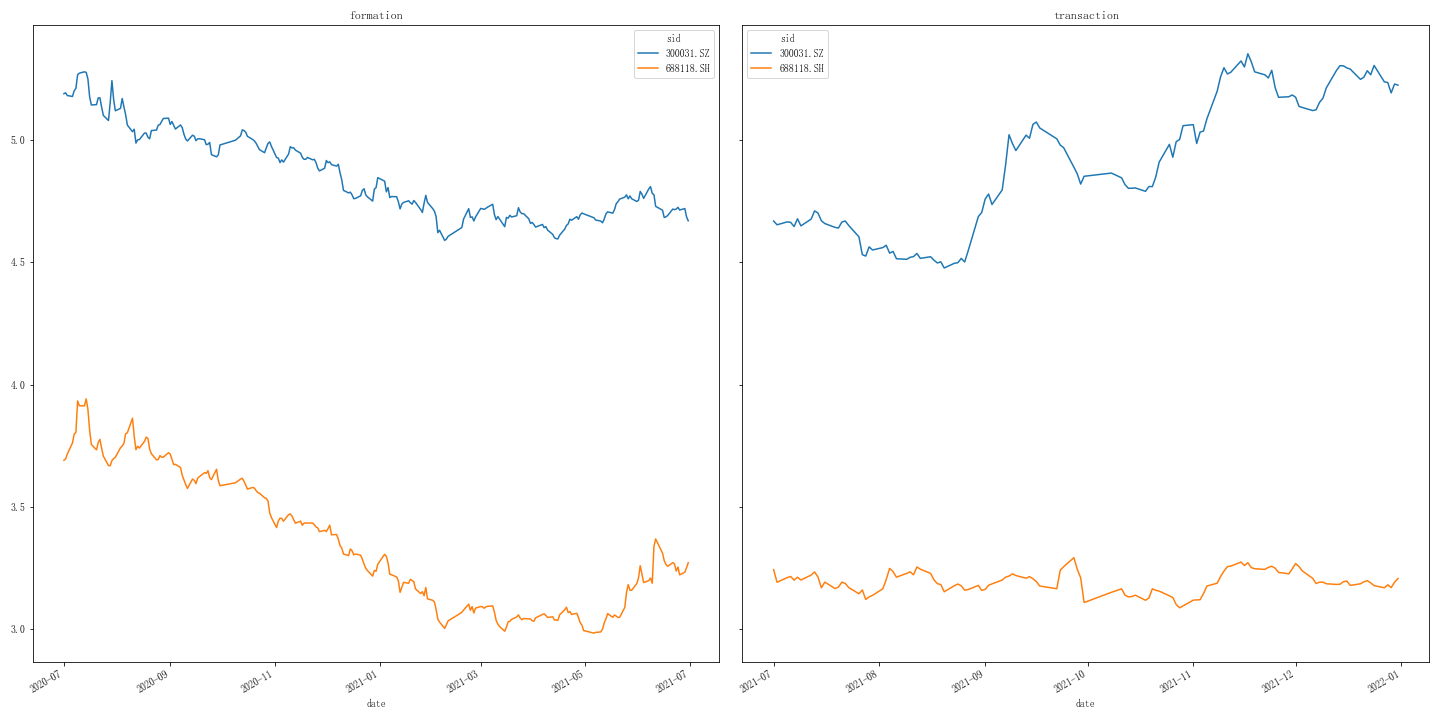 formation
sid
300031.SZ
688118.SH
5.0
4.5
4.0
3.5
3.0
2020-07
2020-09
2020-11
2021-01
2021-03
2021-05
2021-07
date
transaction
sid
300031.SZ
688118.SH
2021-07
2021-08
2021-09
2021-10
2021-11
2021-12
2022-01
date